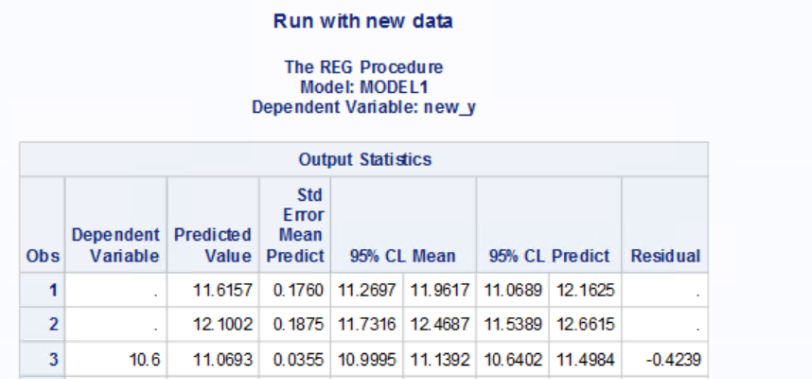 Run with new data
The REG Procedure
Model: MODEL1
Dependent Variable: new_y
Output Statistics
Obs Dependent Variable Predicted Value Std Error Mean Predict 95% CL Mean 95% CL Predict Residual
1 . 11.6157 0.1760 11.2697 11.9617 11.0689 12.1625 .
2 . 12.1002 0.1875 11.7316 12.4687 11.5389 12.6615 .
3 10.6 11.0693 0.0355 10.9995 11.1392 10.6402 11.4984 -0.4239